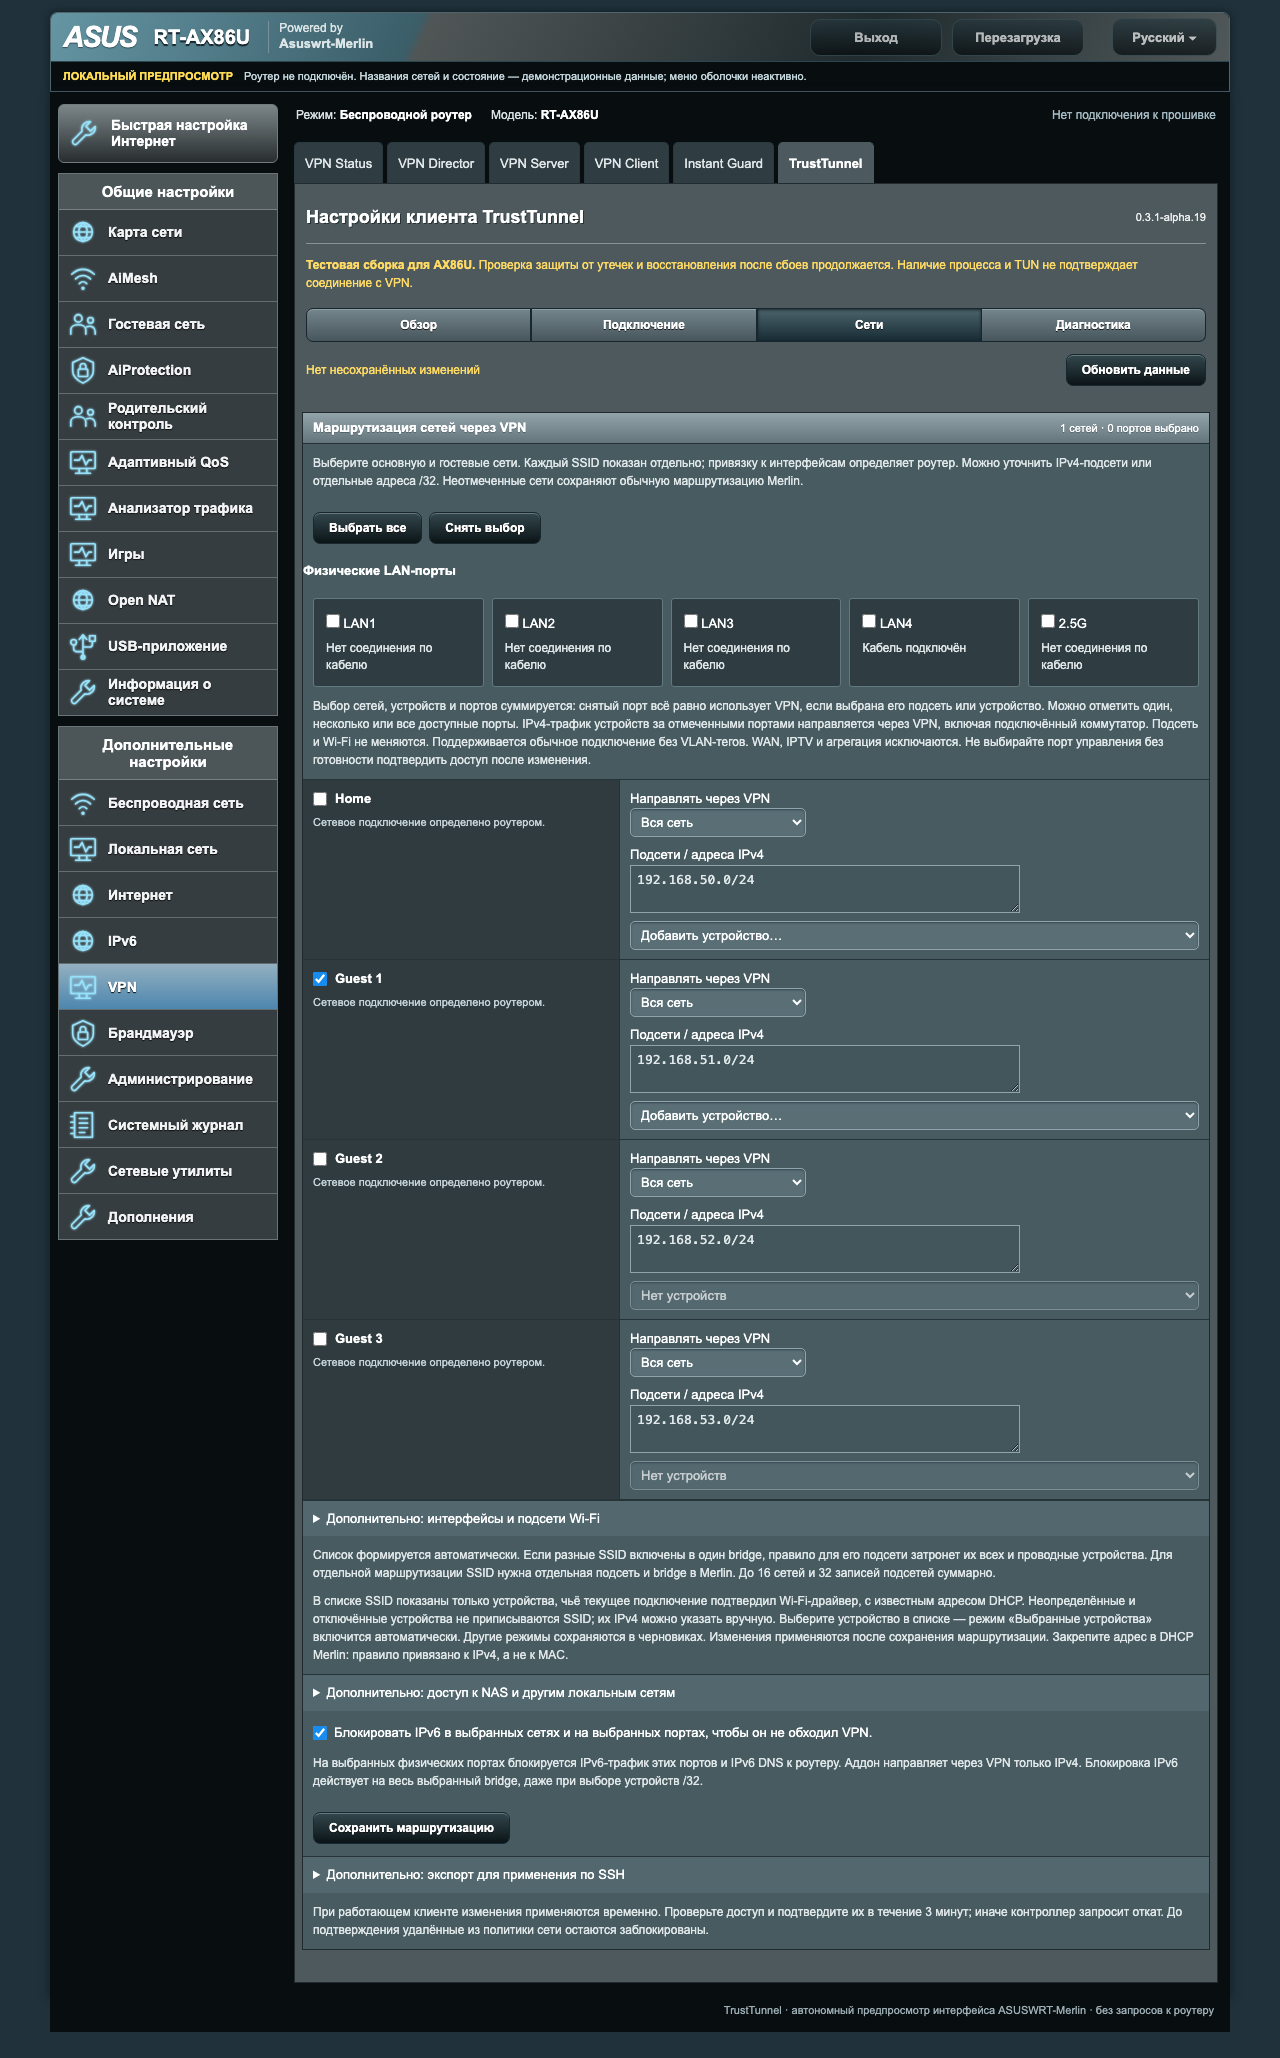 ASUS RT-AX86U Powered by Asuswrt-Merlin Выход Перезагрузка Русский
ЛОКАЛЬНЫЙ ПРЕДПРОСМОТР Роутер не подключён. Названия сетей и состояние — демонстрационные данные; меню оболочки неактивно.
Быстрая настройка
Интернет
Общие настройки
Карта сети
AiMesh
Гостевая сеть
AiProtection
Родительский
контроль
Адаптивный QoS
Анализатор трафика
Игры
Open NAT
USB-приложение
Информация о
системе
Дополнительные
настройки
Беспроводная сеть
Локальная сеть
Интернет
IPv6
VPN
Брандмауэр
Администрирование
Системный журнал
Сетевые утилиты
Дополнения
Режим: Беспроводной роутер Модель: RT-AX86U Нет подключения к прошивке
VPN Status VPN Director VPN Server VPN Client Instant Guard TrustTunnel
Настройки клиента TrustTunnel 0.3.1-alpha.19
Тестовая сборка для AX86U. Проверка защиты от утечек и восстановления после сбоев продолжается. Наличие процесса и TUN не подтверждает
соединение с VPN.
Обзор Подключение Сети Диагностика
Нет несохранённых изменений Обновить данные
Маршрутизация сетей через VPN 1 сетей · 0 портов выбрано
Выберите основную и гостевые сети. Каждый SSID показан отдельно; привязку к интерфейсам определяет роутер. Можно уточнить IPv4-подсети или
отдельные адреса /32. Неотмеченные сети сохраняют обычную маршрутизацию Merlin.
Выбрать все Снять выбор
Физические LAN-порты
LAN1 LAN2 LAN3 LAN4 2.5G
Нет соединения по Нет соединения по Нет соединения по Кабель подключён Нет соединения по
кабелю кабелю кабелю кабелю
Выбор сетей, устройств и портов суммируется: снятый порт всё равно использует VPN, если выбрана его подсеть или устройство. Можно отметить один,
несколько или все доступные порты. IPv4-трафик устройств за отмеченными портами направляется через VPN, включая подключённый коммутатор. Подсеть
и Wi-Fi не меняются. Поддерживается обычное подключение без VLAN-тегов. WAN, IPTV и агрегация исключаются. Не выбирайте порт управления без
готовности подтвердить доступ после изменения.
Home
Сетевое подключение определено роутером.
Направлять через VPN
Вся сеть
Подсети / адреса IPv4
192.168.50.0/24
Добавить устройство…
Guest 1
Сетевое подключение определено роутером.
Направлять через VPN
Вся сеть
Подсети / адреса IPv4
192.168.51.0/24
Добавить устройство…
Guest 2
Сетевое подключение определено роутером.
Направлять через VPN
Вся сеть
Подсети / адреса IPv4
192.168.52.0/24
Нет устройств
Guest 3
Сетевое подключение определено роутером.
Направлять через VPN
Вся сеть
Подсети / адреса IPv4
192.168.53.0/24
Нет устройств
Дополнительно: интерфейсы и подсети Wi-Fi
Список формируется автоматически. Если разные SSID включены в один bridge, правило для его подсети затронет их всех и проводные устройства. Для
отдельной маршрутизации SSID нужна отдельная подсеть и bridge в Merlin. До 16 сетей и 32 записей подсетей суммарно.
В списке SSID показаны только устройства, чьё текущее подключение подтвердил Wi-Fi-драйвер, с известным адресом DHCP. Неопределённые и
отключённые устройства не приписываются SSID; их IPv4 можно указать вручную. Выберите устройство в списке — режим «Выбранные устройства»
включится автоматически. Другие режимы сохраняются в черновиках. Изменения применяются после сохранения маршрутизации. Закрепите адрес в DHCP
Merlin: правило привязано к IPv4, а не к MAC.
Дополнительно: доступ к NAS и другим локальным сетям
Блокировать IPv6 в выбранных сетях и на выбранных портах, чтобы он не обходил VPN.
На выбранных физических портах блокируется IPv6-трафик этих портов и IPv6 DNS к роутеру. Аддон направляет через VPN только IPv4. Блокировка IPv6
действует на весь выбранный bridge, даже при выборе устройств /32.
Сохранить маршрутизацию
Дополнительно: экспорт для применения по SSH
При работающем клиенте изменения применяются временно. Проверьте доступ и подтвердите их в течение 3 минут; иначе контроллер запросит откат. До
подтверждения удалённые из политики сети остаются заблокированы.
TrustTunnel · автономный предпросмотр интерфейса ASUSWRT-Merlin · без запросов к роутеру